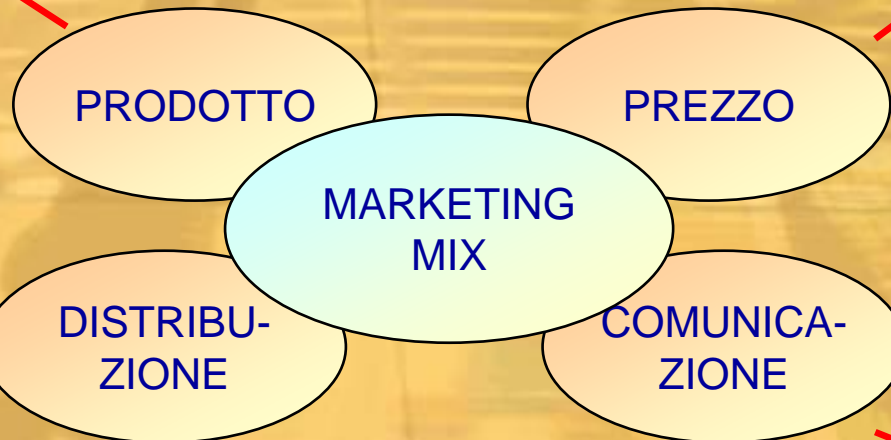 PRODOTTO
PREZZO
MARKETING
MIX
DISTRIBU-
ZIONE
COMUNICA-
ZIONE